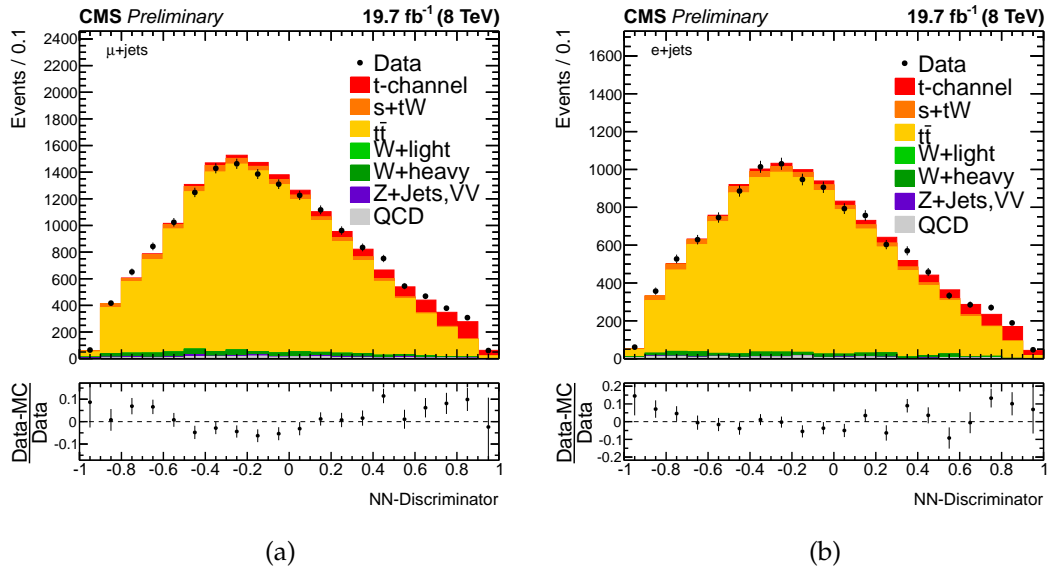 CMS Preliminary 19.7 fb⁻¹ (8 TeV)
Events / 0.1
2400
2200
2000
1800
1600
1400
1200
1000
800
600
400
200
0
μ+jets
Data
t-channel
s+tW
tt̄
W+light
W+heavy
Z+Jets,VV
QCD
Data-MC
Data
0.1
0
-0.1
-1 -0.8 -0.6 -0.4 -0.2 0 0.2 0.4 0.6 0.8 1
NN-Discriminator
(a)
CMS Preliminary 19.7 fb⁻¹ (8 TeV)
Events / 0.1
1600
1400
1200
1000
800
600
400
200
0
e+jets
Data
t-channel
s+tW
tt̄
W+light
W+heavy
Z+Jets,VV
QCD
Data-MC
Data
0.2
0.1
0
-0.1
-0.2
-1 -0.8 -0.6 -0.4 -0.2 0 0.2 0.4 0.6 0.8 1
NN-Discriminator
(b)